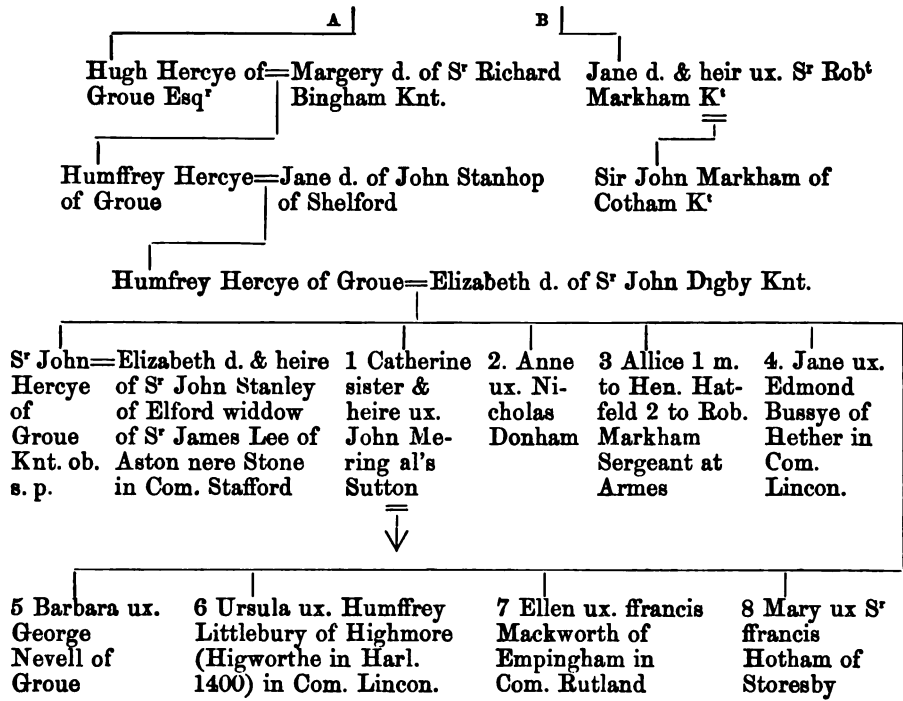 A B
Hugh Hercye of=Margery d. of Sʳ Richard
Groue Esqʳ Bingham Knt.
Jane d. & heir ux. Sʳ Robᵗ
Markham Kᵗ
Humffrey Hercye=Jane d. of John Stanhop
of Groue of Shelford
Sir John Markham of
Cotham Kᵗ
Humfrey Hercye of Groue=Elizabeth d. of Sʳ John Digby Knt.
Sʳ John=Elizabeth d. & heire
Hercye of Sʳ John Stanley
of of Elford widdow
Groue of Sʳ James Lee of
Knt. ob. Aston nere Stone
s. p. in Com. Stafford
1 Catherine
sister &
heire ux.
John Me-
ring al's
Sutton
2. Anne
ux. Ni-
cholas
Donham
3 Allice 1 m.
to Hen. Hat-
feld 2 to Rob.
Markham
Sergeant at
Armes
4. Jane ux.
Edmond
Bussye of
Hether in
Com.
Lincon.
5 Barbara ux.
George
Nevell of
Groue
6 Ursula ux. Humffrey
Littlebury of Highmore
(Higworthe in Harl.
1400) in Com. Lincon.
7 Ellen ux. ffrancis
Mackworth of
Empingham in
Com. Rutland
8 Mary ux Sʳ
ffrancis
Hotham of
Storesby